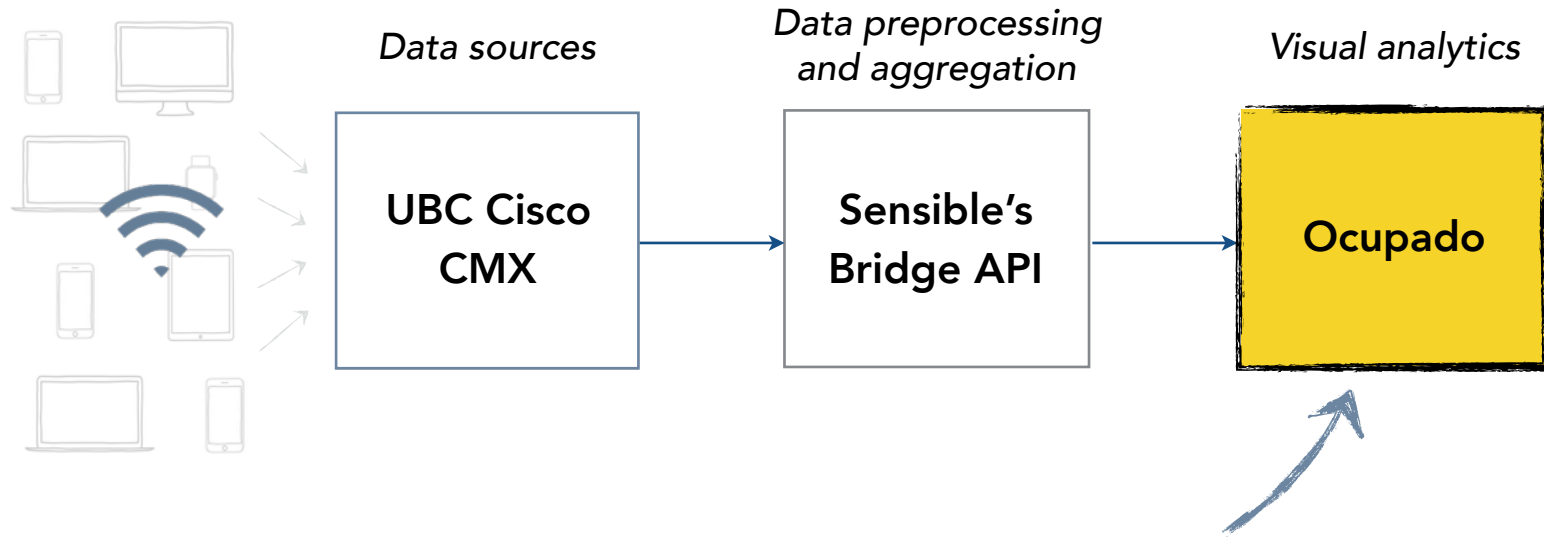 Data sources
Data preprocessing
and aggregation
Visual analytics
UBC Cisco
CMX
Sensible’s
Bridge API
Ocupado